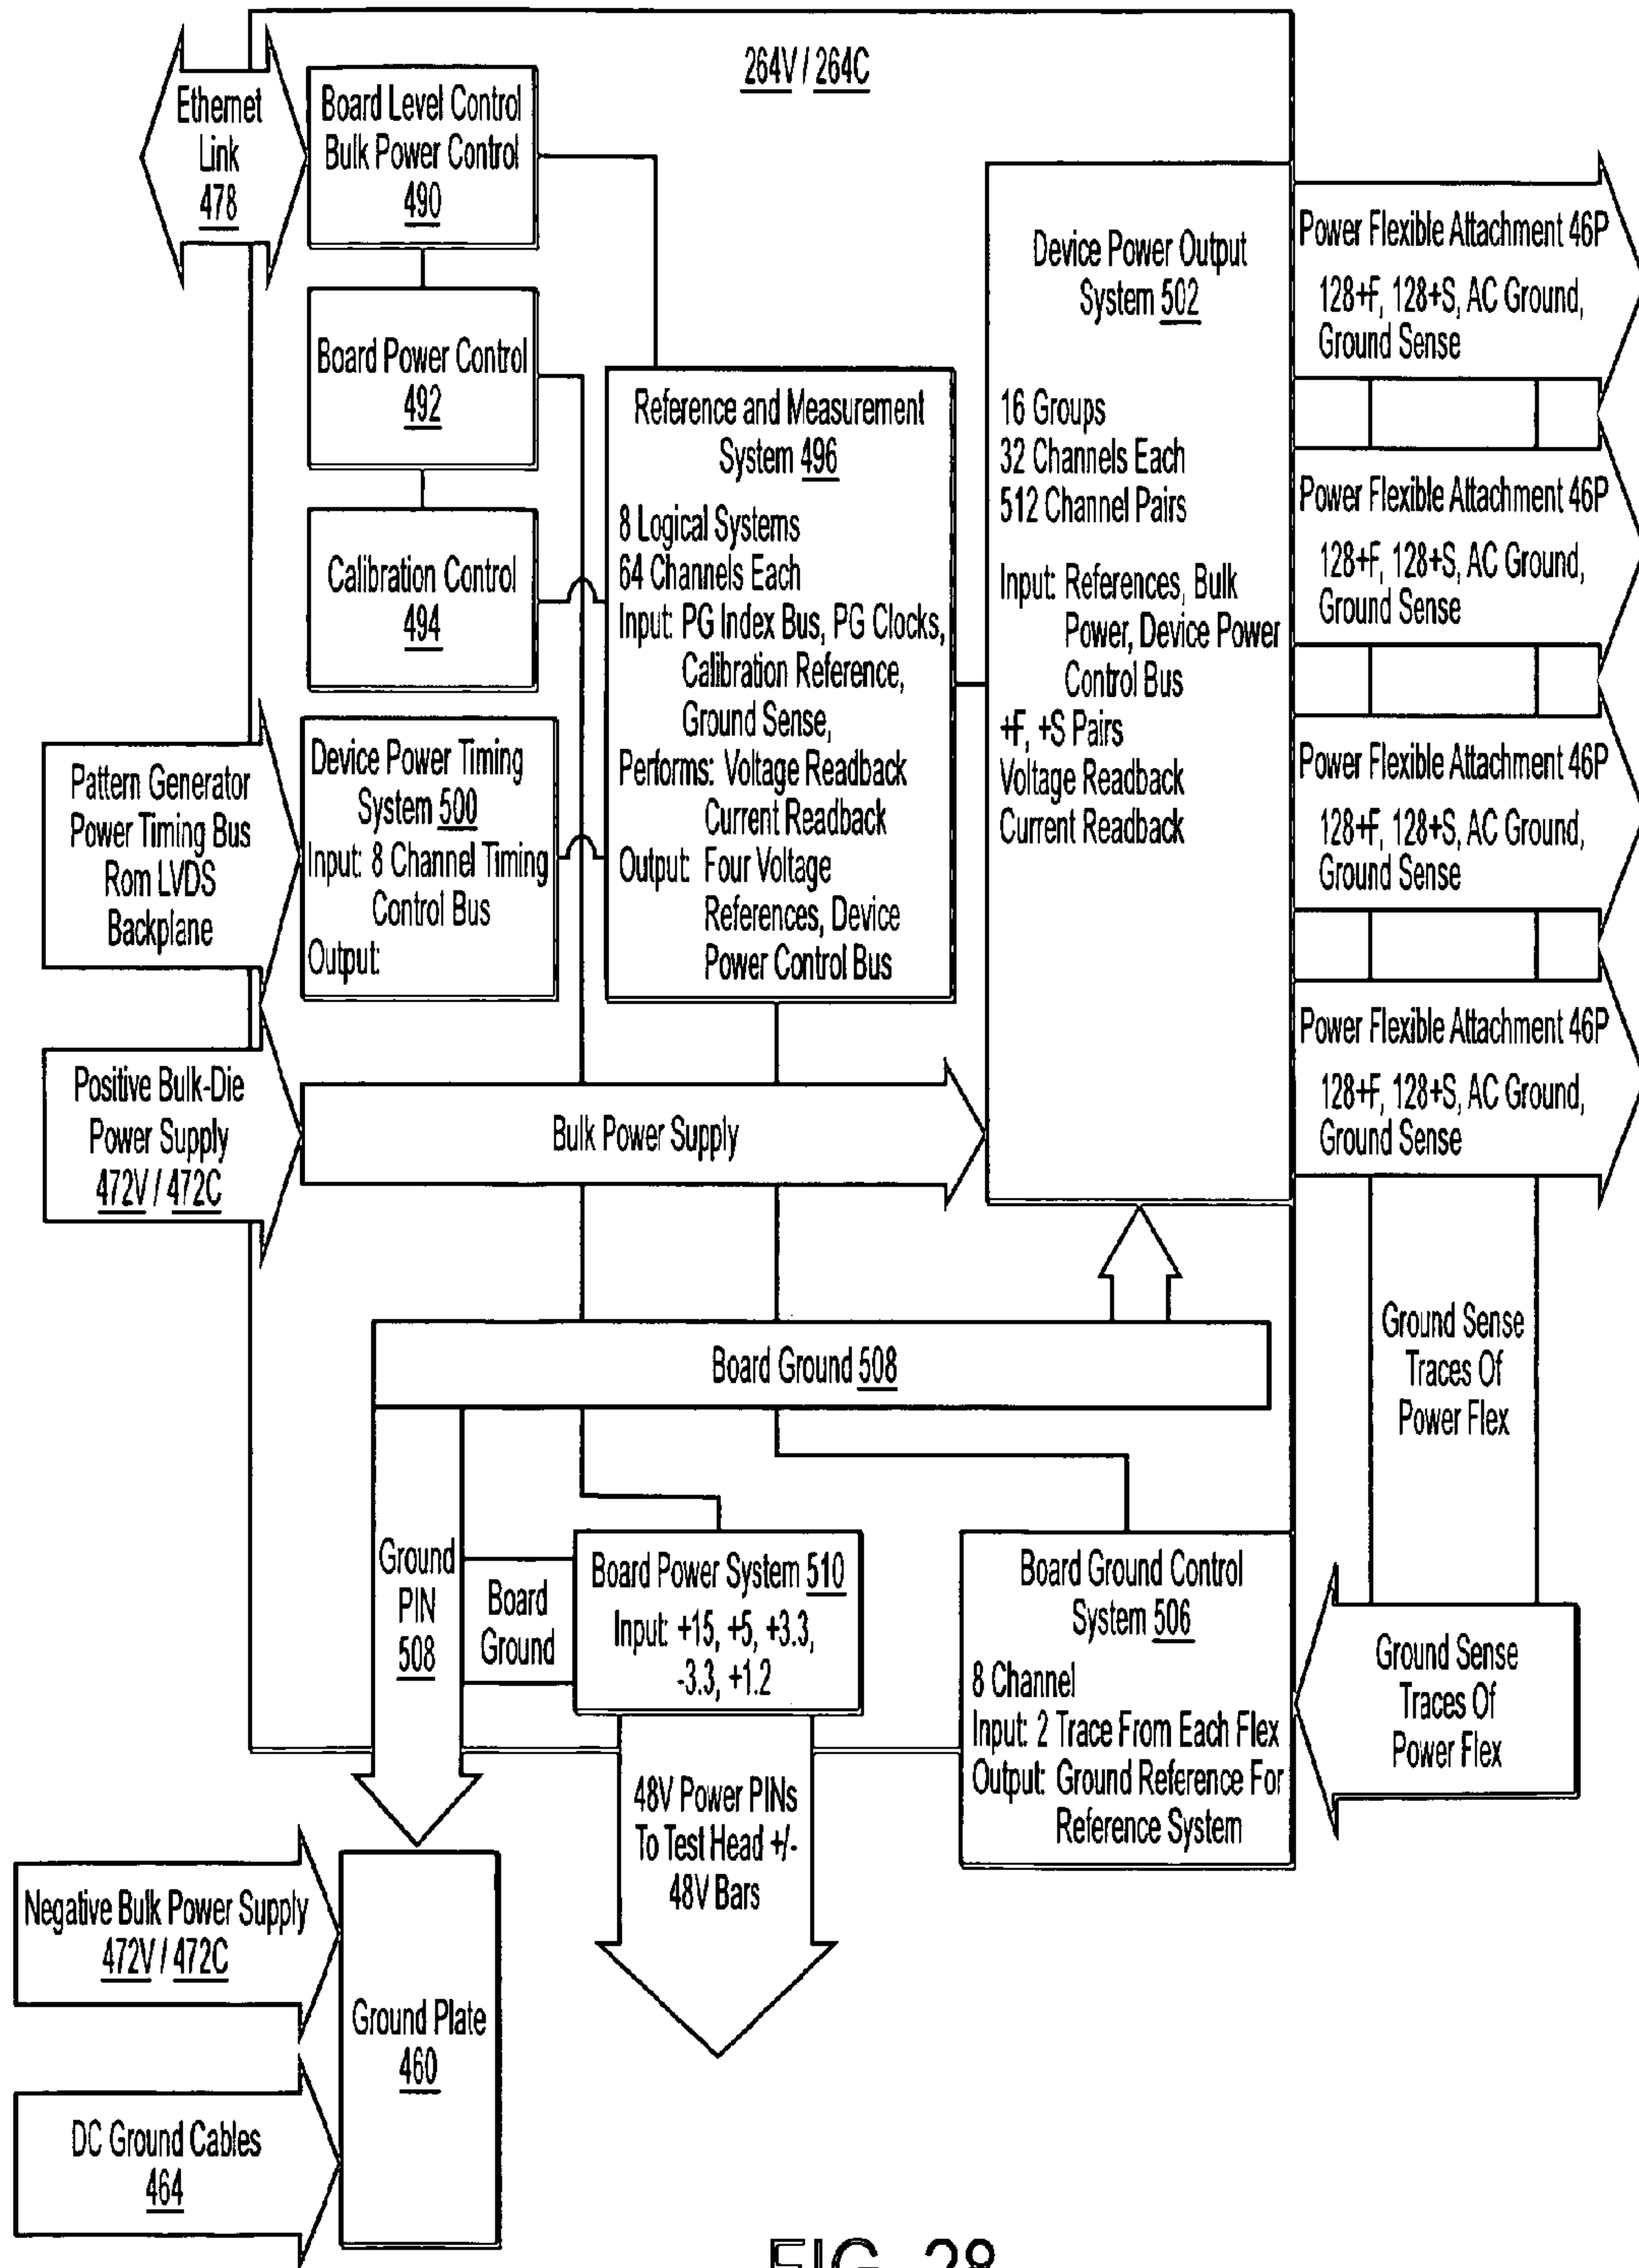 264V / 264C
Ethernet
Link
478
Board Level Control
Bulk Power Control
490
Board Power Control
492
Calibration Control
494
Pattern Generator
Power Timing Bus
Rom LVDS
Backplane
Device Power Timing
System 500
Input: 8 Channel Timing
Control Bus
Output:
Reference and Measurement
System 496
8 Logical Systems
64 Channels Each
Input: PG Index Bus, PG Clocks,
Calibration Reference,
Ground Sense,
Performs: Voltage Readback
Current Readback
Output: Four Voltage
References, Device
Power Control Bus
Device Power Output
System 502
16 Groups
32 Channels Each
512 Channel Pairs
Input: References, Bulk
Power, Device Power
Control Bus
+F, +S Pairs
Voltage Readback
Current Readback
Power Flexible Attachment 46P
128+F, 128+S, AC Ground,
Ground Sense
Power Flexible Attachment 46P
128+F, 128+S, AC Ground,
Ground Sense
Power Flexible Attachment 46P
128+F, 128+S, AC Ground,
Ground Sense
Power Flexible Attachment 46P
128+F, 128+S, AC Ground,
Ground Sense
Positive Bulk-Die
Power Supply
472V / 472C
Bulk Power Supply
Board Ground 508
Ground Sense
Traces Of
Power Flex
Ground
PIN
508
Board
Ground
Board Power System 510
Input: +15, +5, +3.3,
-3.3, +1.2
Board Ground Control
System 506
8 Channel
Input: 2 Trace From Each Flex
Output: Ground Reference For
Reference System
Ground Sense
Traces Of
Power Flex
48V Power PINs
To Test Head +/-
48V Bars
Negative Bulk Power Supply
472V / 472C
Ground Plate
460
DC Ground Cables
464
FIG. 28